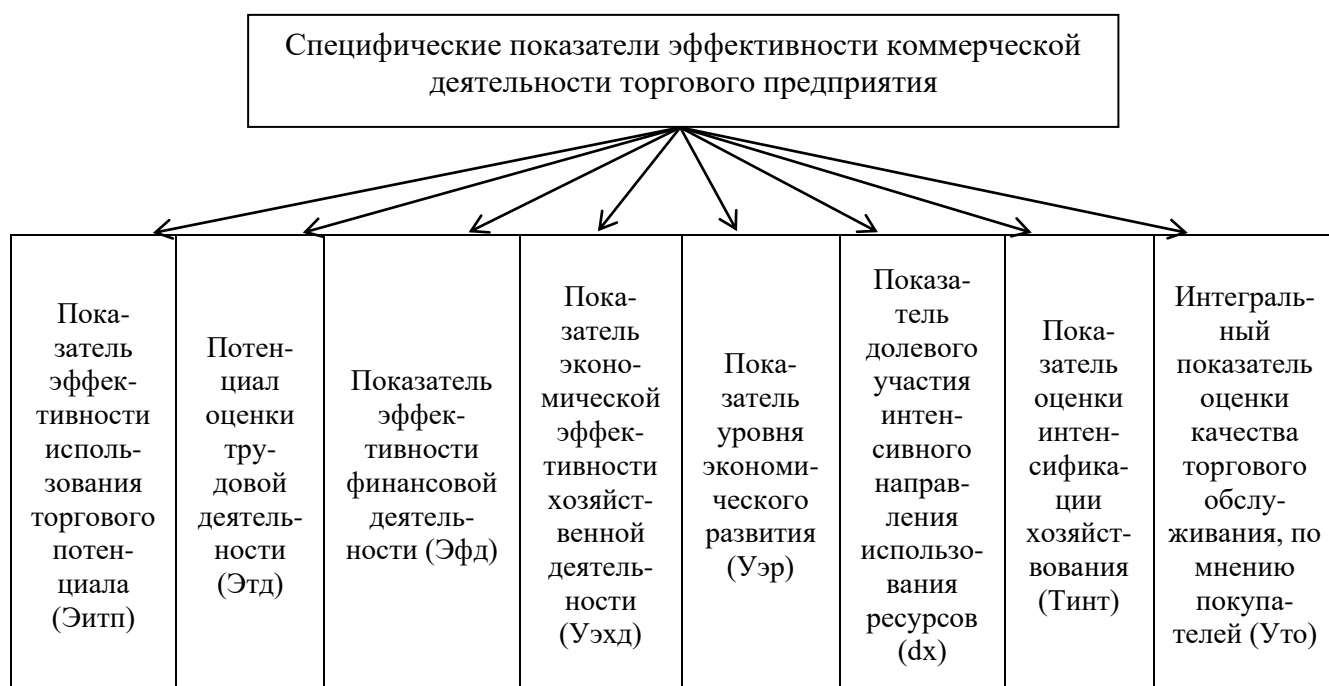 Специфические показатели эффективности коммерческой
деятельности торгового предприятия
Пока-
затель
эффек-
тивности
исполь-
зования
торгового
потен-
циала
(Эитп)
Потен-
циал
оценки
тру-
довой
деятель-
ности
(Этд)
Показатель
эффек-
тивности
финансовой
деятель-
ности (Эфд)
Пока-
затель
эконо-
мической
эффек-
тивности
хозяйст-
венной
деятель-
ности
(Уэхд)
Пока-
затель
уровня
экономи-
ческого
развития
(Уэр)
Показа-
тель
долевого
участия
интен-
сивного
направ-
ления
использо-
вания
ресурсов
(dx)
Пока-
затель
оценки
интен-
сифика-
ции
хозяйст-
вования
(Тинт)
Интеграль-
ный
показатель
оценки
качества
торгового
обслу-
живания, по
мнению
покупа-
телей (Уто)